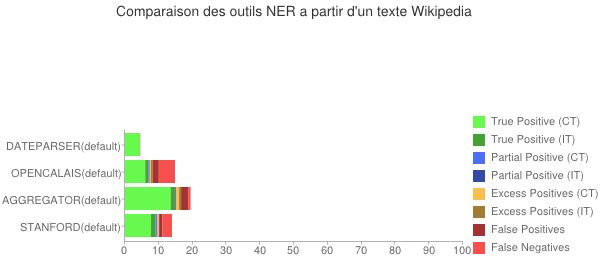 Comparaison des outils NER a partir d'un texte Wikipedia
DATEPARSER(default)
OPENCALAIS(default)
AGGREGATOR(default)
STANFORD(default)
0 10 20 30 40 50 60 70 80 90 100
True Positive (CT)
True Positive (IT)
Partial Positive (CT)
Partial Positive (IT)
Excess Positives (CT)
Excess Positives (IT)
False Positives
False Negatives